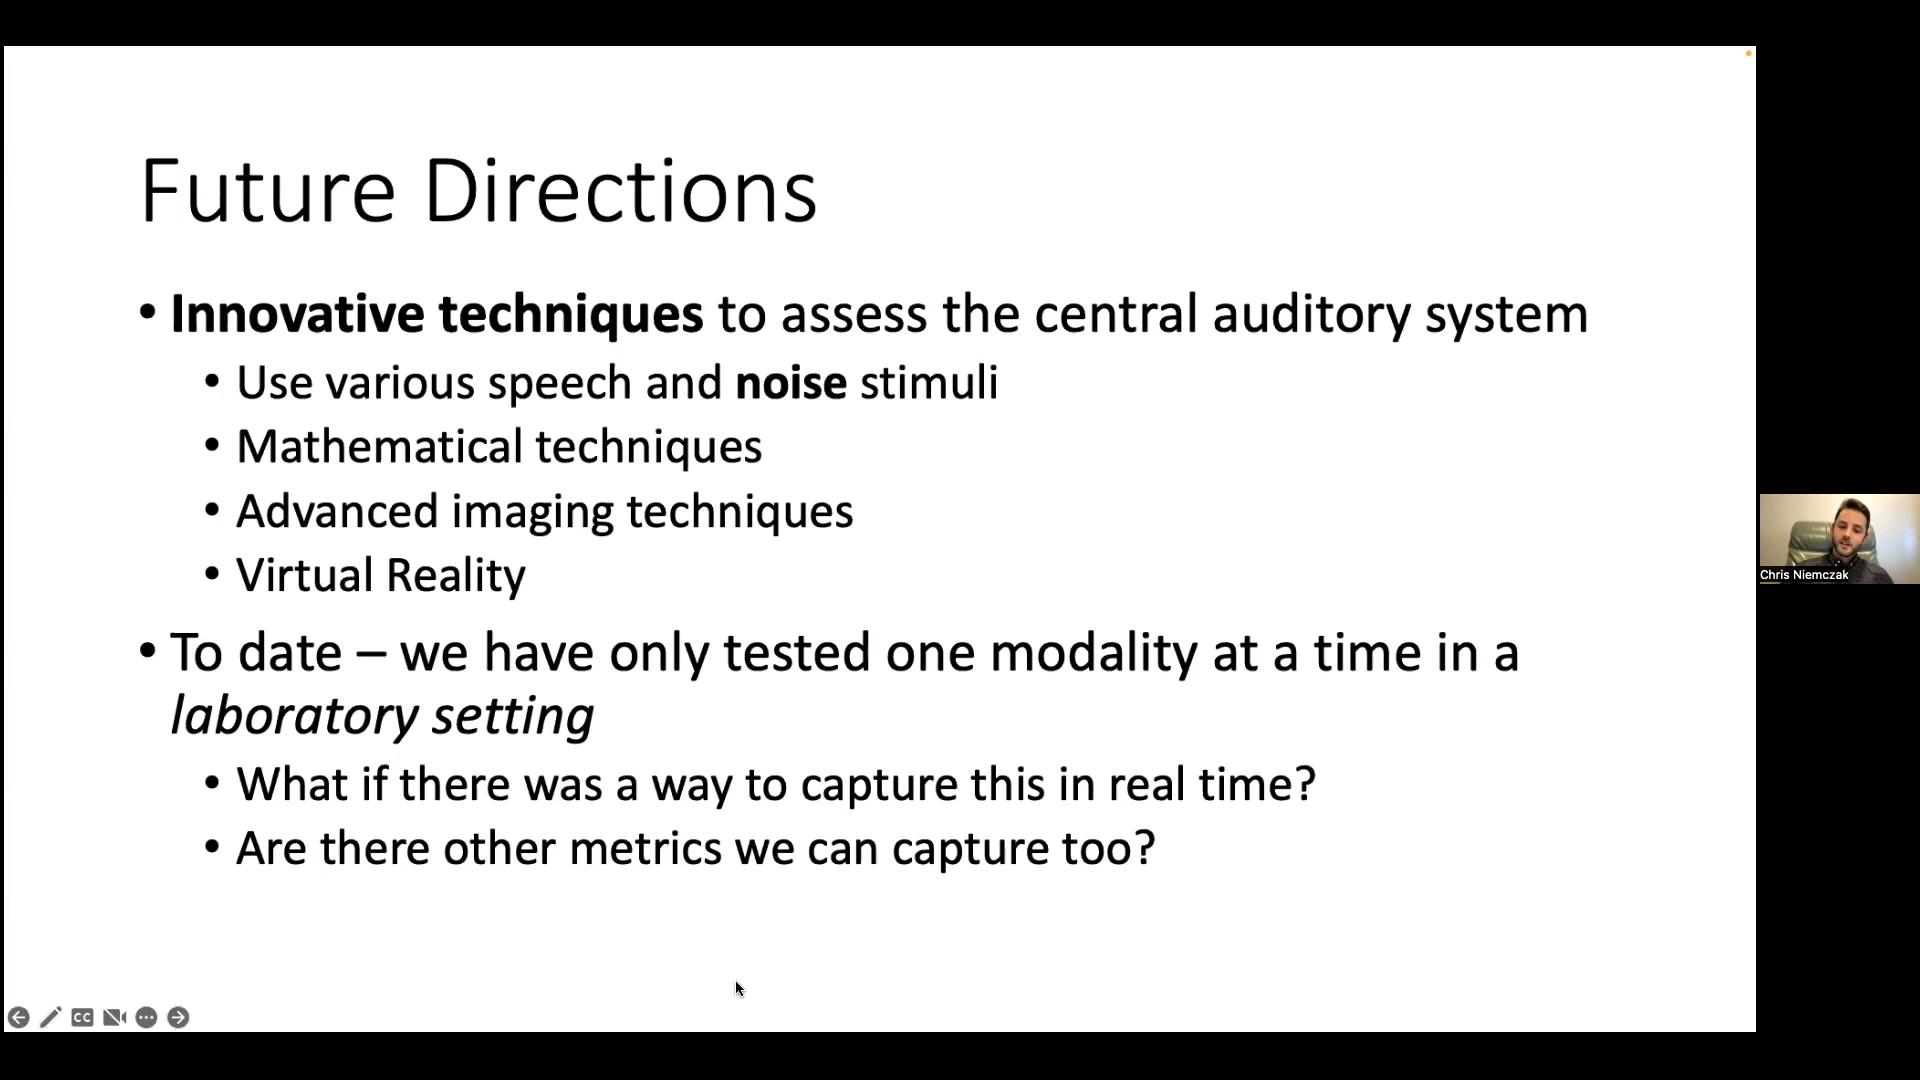 Future Directions
• Innovative techniques to assess the central auditory system
• Use various speech and noise stimuli
• Mathematical techniques
• Advanced imaging techniques
• Virtual Reality
• To date – we have only tested one modality at a time in a
laboratory setting
• What if there was a way to capture this in real time?
• Are there other metrics we can capture too?
Chris Niemczak
CC